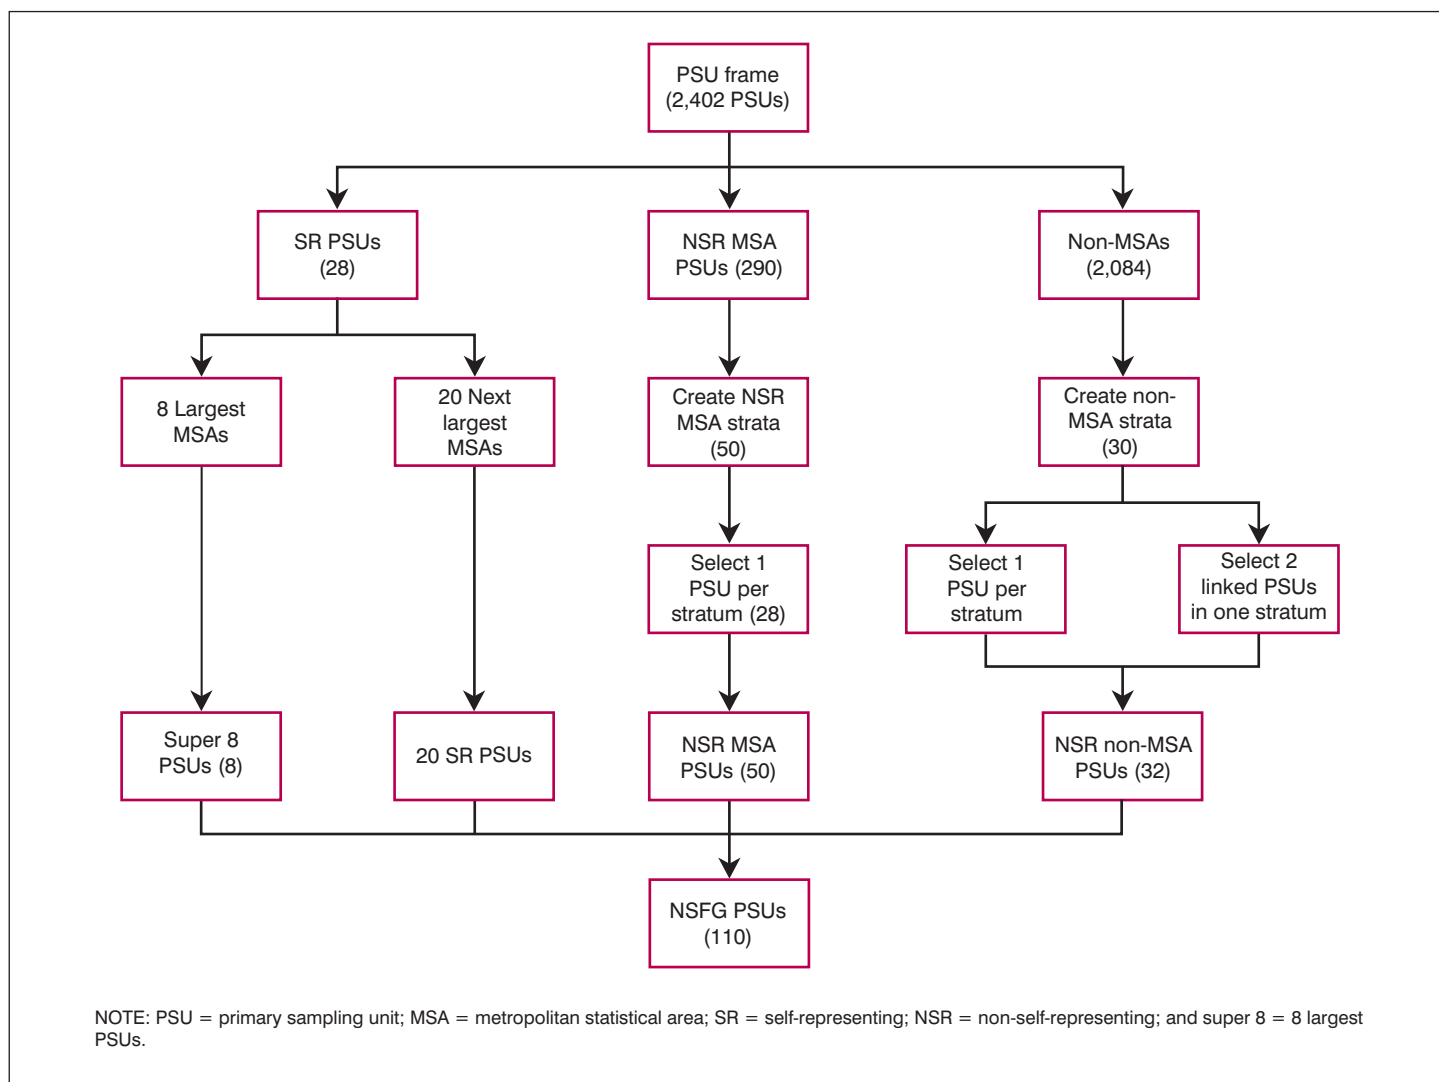 PSU frame
(2,402 PSUs)
SR PSUs
(28)
NSR MSA
PSUs (290)
Non-MSAs
(2,084)
8 Largest
MSAs
20 Next
largest
MSAs
Create NSR
MSA strata
(50)
Create non-
MSA strata
(30)
Select 1
PSU per
stratum (28)
Select 1
PSU per
stratum
Select 2
linked PSUs
in one stratum
Super 8
PSUs (8)
20 SR PSUs
NSR MSA
PSUs (50)
NSR non-MSA
PSUs (32)
NSFG PSUs
(110)
NOTE: PSU = primary sampling unit; MSA = metropolitan statistical area; SR = self-representing; NSR = non-self-representing; and super 8 = 8 largest
PSUs.